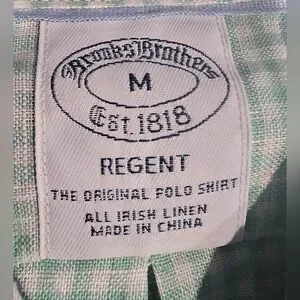 Brooks Brothers
M
Est. 1818
REGENT
THE ORIGINAL POLO SHIRT
ALL IRISH LINEN
MADE IN CHINA